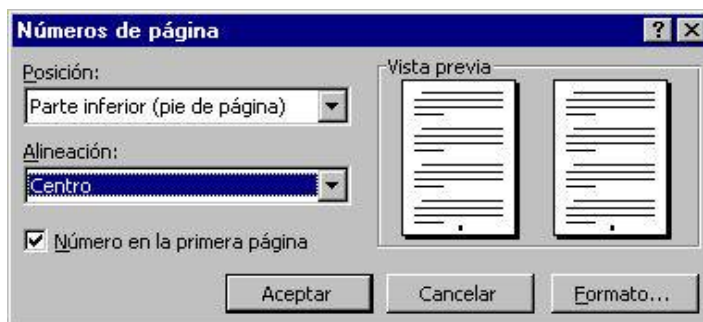 Números de página
Posición:
Parte inferior (pie de página)
Alineación:
Centro
Número en la primera página
Vista previa
Aceptar
Cancelar
Formato...